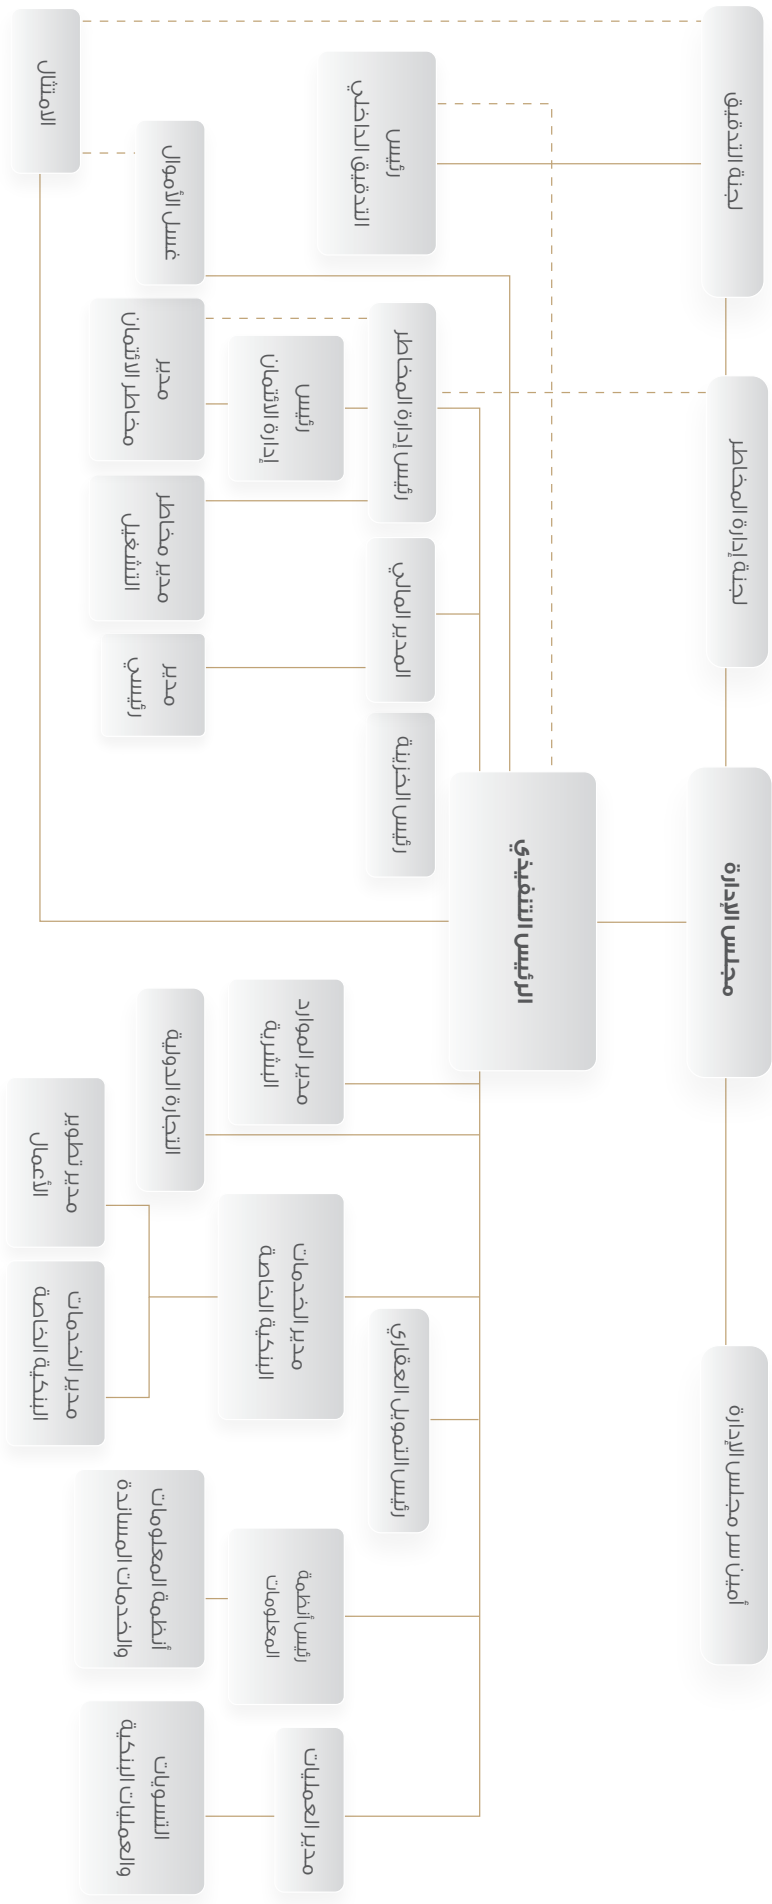 لجنة التدقيق
لجنة إدارة المخاطر
مجلس الإدارة
أمين سر مجلس الإدارة
الرئيس التنفيذي
رئيس
التدقيق الداخلي
رئيس إدارة المخاطر
المدير المالي
رئيس الخزينة
رئيس التمويل العقاري
رئيس
إدارة الائتمان
مدير الموارد
البشرية
مدير الخدمات
البنكية الخاصة
رئيس أنظمة
المعلومات
مدير العمليات
غسل الأموال
مدير
مخاطر الائتمان
مدير مخاطر
التشغيل
مدير
رئيسي
التجارة الدولية
أنظمة المعلومات
والخدمات المساندة
التسويات
والعمليات البنكية
الامتثال
مدير تطوير
الأعمال
مدير الخدمات
البنكية الخاصة